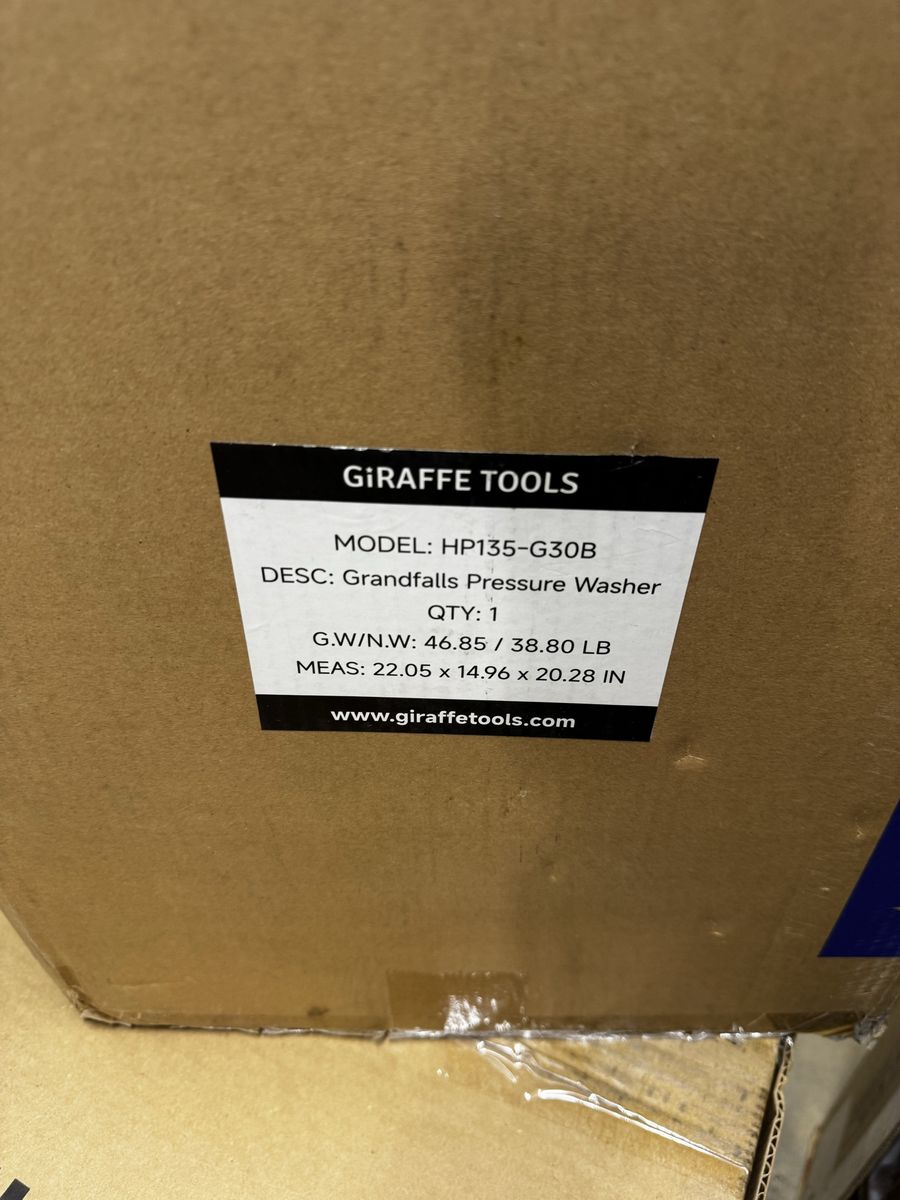 GiRAFFE TOOLS
MODEL: HP135-G30B
DESC: Grandfalls Pressure Washer
QTY: 1
G.W/N.W: 46.85 / 38.80 LB
MEAS: 22.05 x 14.96 x 20.28 IN
www.giraffetools.com